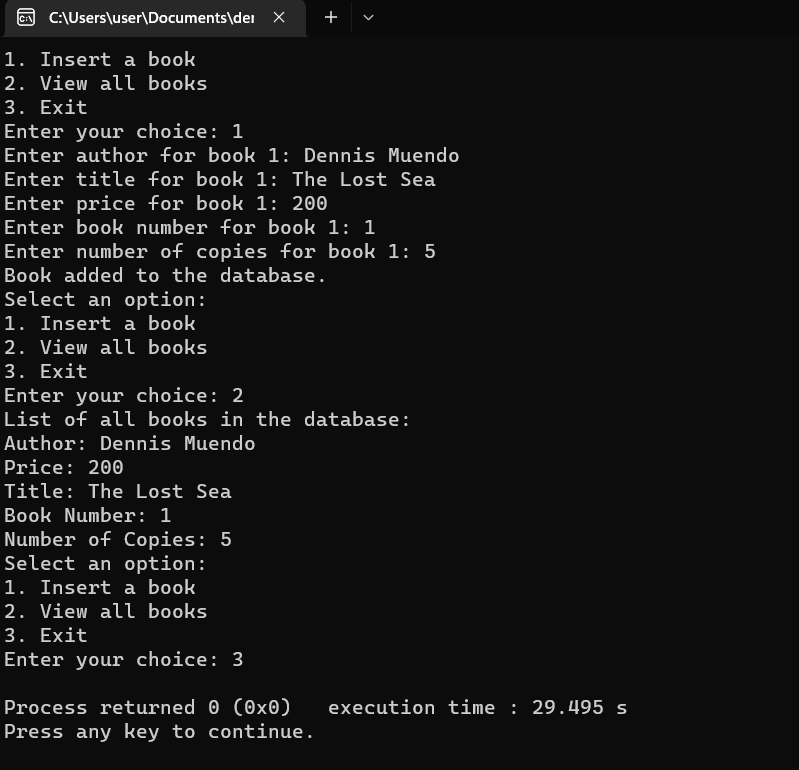 C:\Users\user\Documents\der
1. Insert a book
2. View all books
3. Exit
Enter your choice: 1
Enter author for book 1: Dennis Muendo
Enter title for book 1: The Lost Sea
Enter price for book 1: 200
Enter book number for book 1: 1
Enter number of copies for book 1: 5
Book added to the database.
Select an option:
1. Insert a book
2. View all books
3. Exit
Enter your choice: 2
List of all books in the database:
Author: Dennis Muendo
Price: 200
Title: The Lost Sea
Book Number: 1
Number of Copies: 5
Select an option:
1. Insert a book
2. View all books
3. Exit
Enter your choice: 3
Process returned 0 (0x0)   execution time : 29.495 s
Press any key to continue.